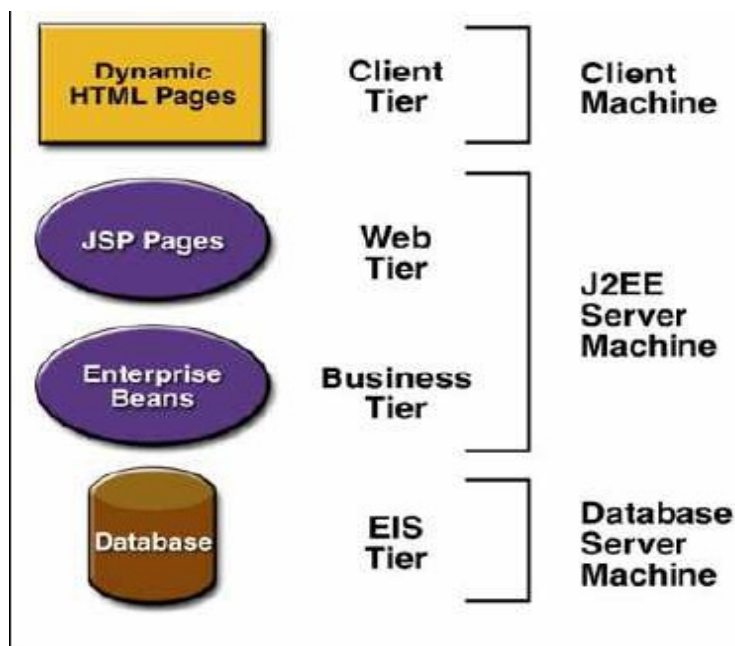 Dynamic
HTML Pages
Client
Tier
Client
Machine
JSP Pages
Web
Tier
J2EE
Server
Machine
Enterprise
Beans
Business
Tier
Database
EIS
Tier
Database
Server
Machine